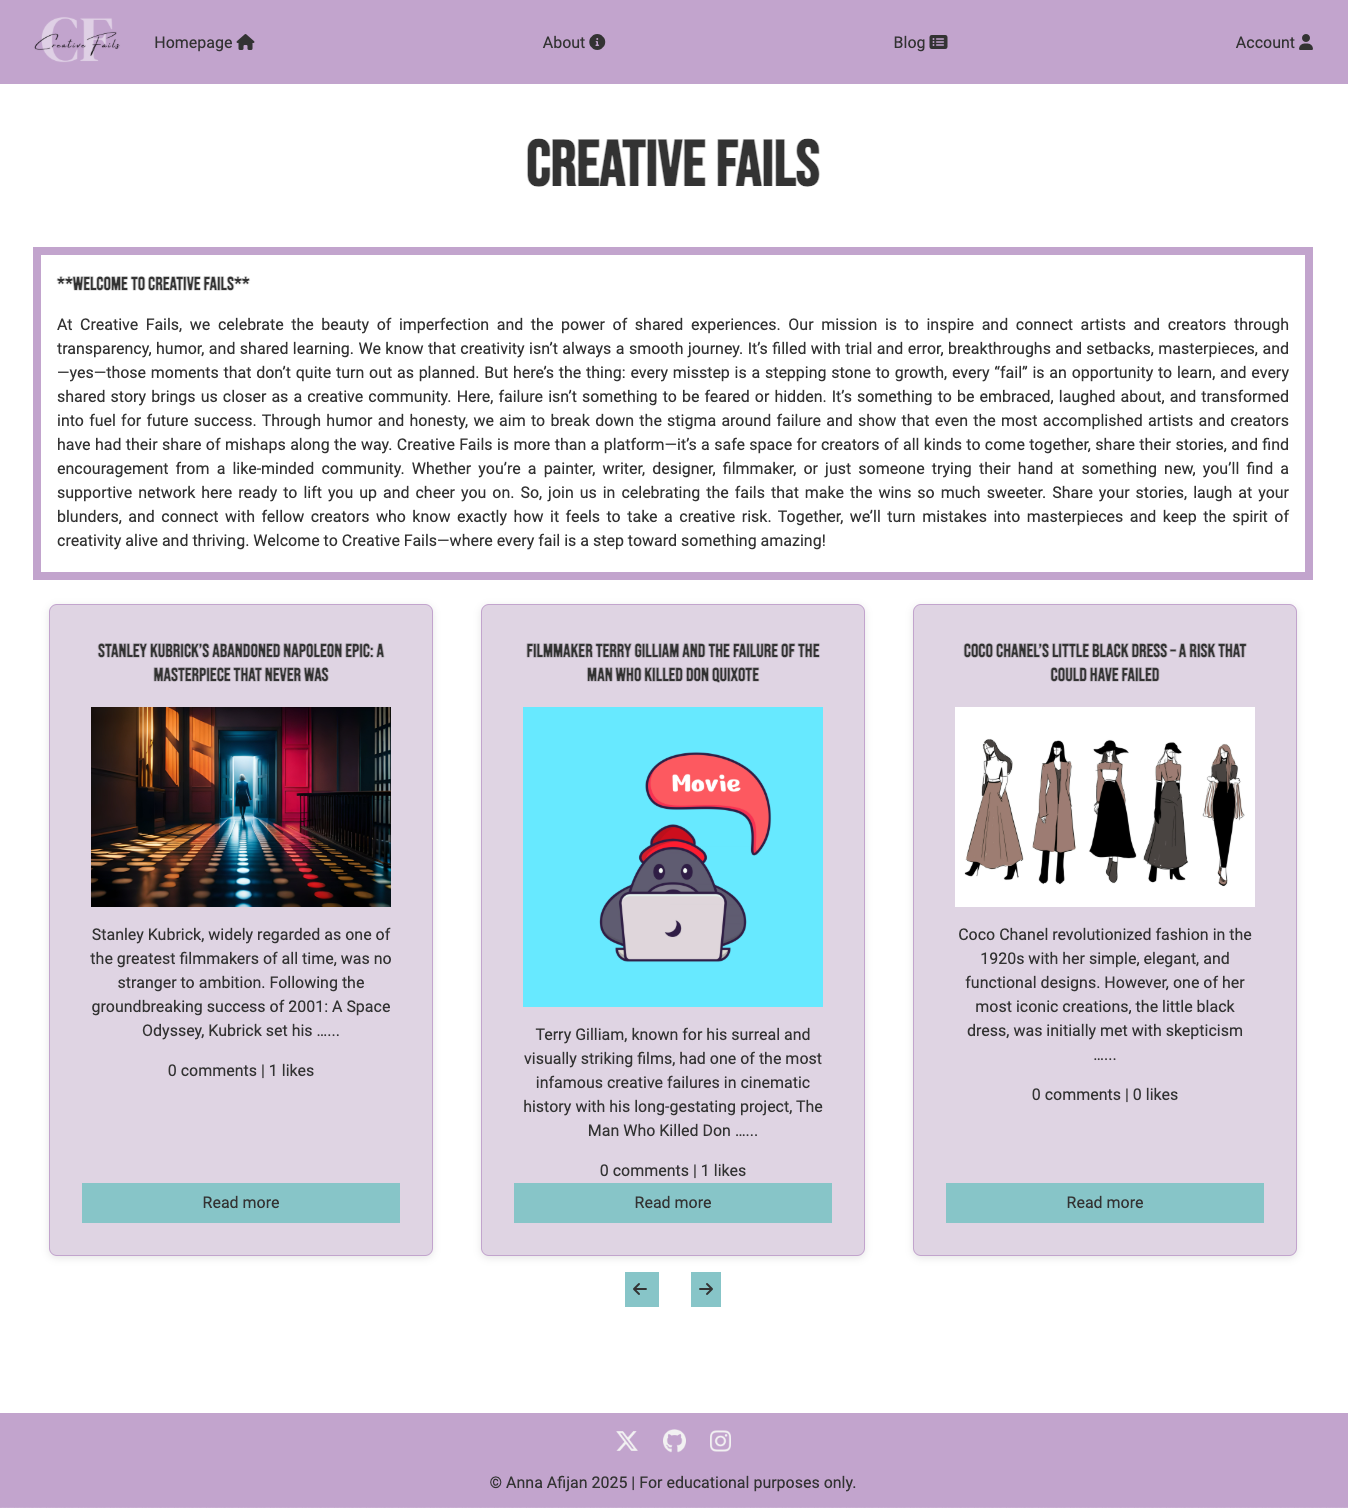 CF
Creative Fails
Homepage
About
Blog
Account
CREATIVE FAILS
**WELCOME TO CREATIVE FAILS**
At Creative Fails, we celebrate the beauty of imperfection and the power of shared experiences. Our mission is to inspire and connect artists and creators through
transparency, humor, and shared learning. We know that creativity isn’t always a smooth journey. It’s filled with trial and error, breakthroughs and setbacks, masterpieces, and
—yes—those moments that don’t quite turn out as planned. But here’s the thing: every misstep is a stepping stone to growth, every “fail” is an opportunity to learn, and every
shared story brings us closer as a creative community. Here, failure isn’t something to be feared or hidden. It’s something to be embraced, laughed about, and transformed
into fuel for future success. Through humor and honesty, we aim to break down the stigma around failure and show that even the most accomplished artists and creators
have had their share of mishaps along the way. Creative Fails is more than a platform—it’s a safe space for creators of all kinds to come together, share their stories, and find
encouragement from a like-minded community. Whether you’re a painter, writer, designer, filmmaker, or just someone trying their hand at something new, you’ll find a
supportive network here ready to lift you up and cheer you on. So, join us in celebrating the fails that make the wins so much sweeter. Share your stories, laugh at your
blunders, and connect with fellow creators who know exactly how it feels to take a creative risk. Together, we’ll turn mistakes into masterpieces and keep the spirit of
creativity alive and thriving. Welcome to Creative Fails—where every fail is a step toward something amazing!
STANLEY KUBRICK’S ABANDONED NAPOLEON EPIC: A
MASTERPIECE THAT NEVER WAS
Stanley Kubrick, widely regarded as one of
the greatest filmmakers of all time, was no
stranger to ambition. Following the
groundbreaking success of 2001: A Space
Odyssey, Kubrick set his …...
0 comments | 1 likes
Read more
FILMMAKER TERRY GILLIAM AND THE FAILURE OF THE
MAN WHO KILLED DON QUIXOTE
Movie
Terry Gilliam, known for his surreal and
visually striking films, had one of the most
infamous creative failures in cinematic
history with his long-gestating project, The
Man Who Killed Don …...
0 comments | 1 likes
Read more
COCO CHANEL’S LITTLE BLACK DRESS – A RISK THAT
COULD HAVE FAILED
Coco Chanel revolutionized fashion in the
1920s with her simple, elegant, and
functional designs. However, one of her
most iconic creations, the little black
dress, was initially met with skepticism
…...
0 comments | 0 likes
Read more
© Anna Afijan 2025 | For educational purposes only.